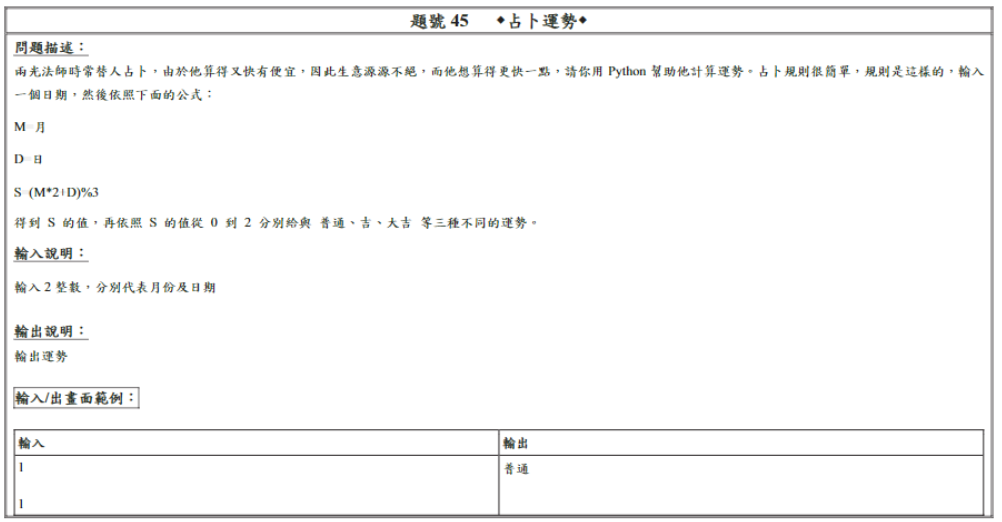 題號 45 ◆占卜運勢◆
問題描述：
兩光法師時常替人占卜，由於他算得又快有便宜，因此生意源源不絕，而他想算得更快一點，請你用 Python 幫助他計算運勢。占卜規則很簡單，規則是這樣的，輸入
一個日期，然後依照下面的公式：
M=月
D=日
S=(M*2+D)%3
得到 S 的值，再依照 S 的值從 0 到 2 分別給與 普通、吉、大吉 等三種不同的運勢。
輸入說明：
輸入 2 整數，分別代表月份及日期
輸出說明：
輸出運勢
輸入/出畫面範例：
輸入 輸出
1 普通
1